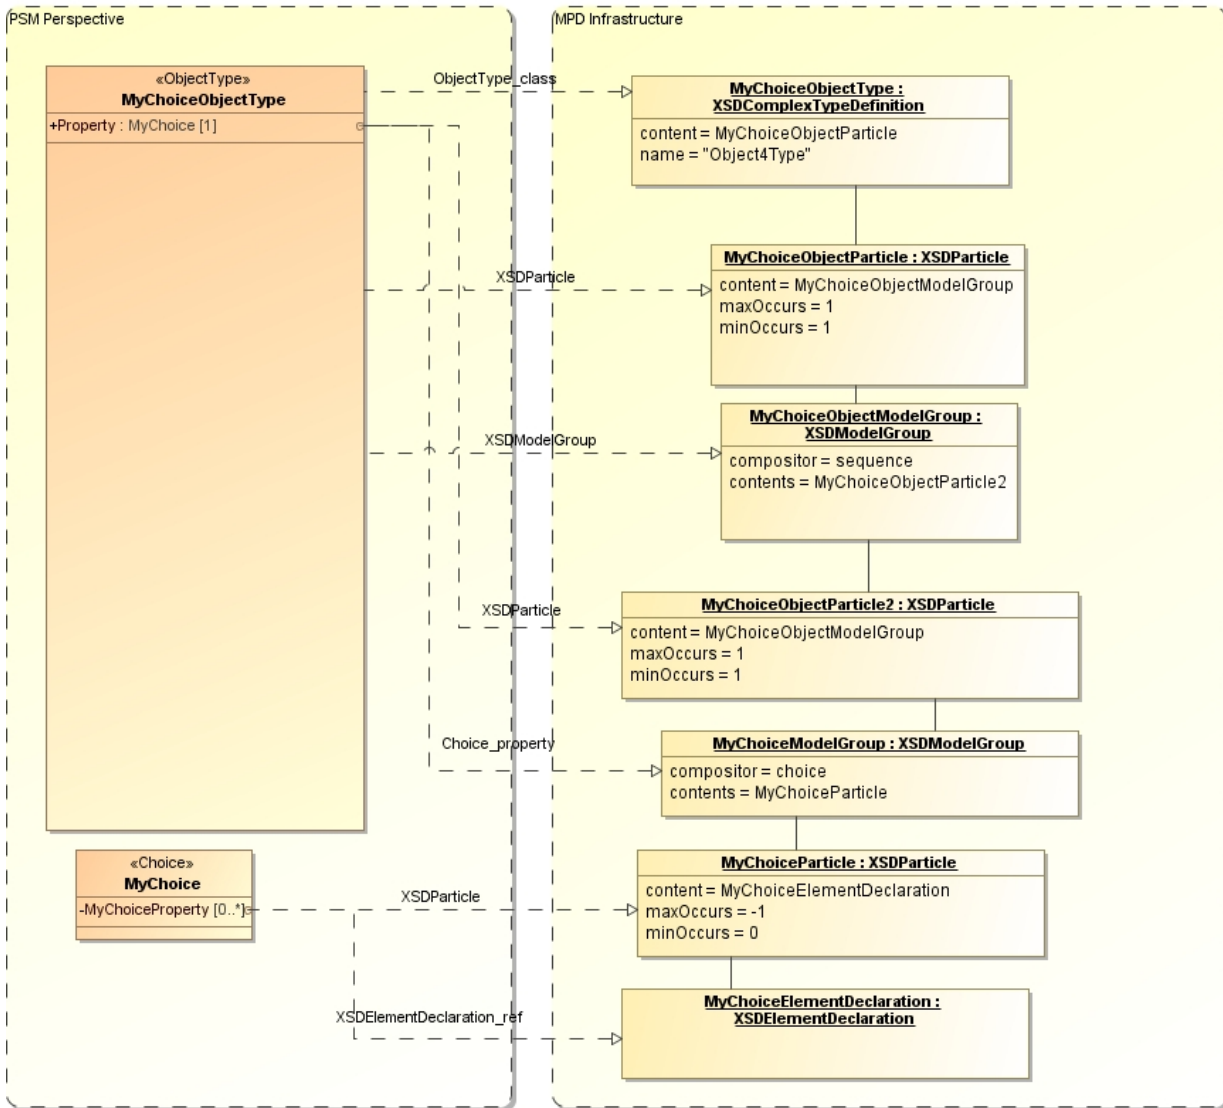 PSM Perspective
«ObjectType»
MyChoiceObjectType
+Property : MyChoice [1]
«Choice»
MyChoice
-MyChoiceProperty [0..*]
ObjectType_class
XSDParticle
XSDModelGroup
XSDParticle
Choice_property
XSDParticle
XSDElementDeclaration_ref
MPD Infrastructure
MyChoiceObjectType :
XSDComplexTypeDefinition
content = MyChoiceObjectParticle
name = "Object4Type"
MyChoiceObjectParticle : XSDParticle
content = MyChoiceObjectModelGroup
maxOccurs = 1
minOccurs = 1
MyChoiceObjectModelGroup :
XSDModelGroup
compositor = sequence
contents = MyChoiceObjectParticle2
MyChoiceObjectParticle2 : XSDParticle
content = MyChoiceObjectModelGroup
maxOccurs = 1
minOccurs = 1
MyChoiceModelGroup : XSDModelGroup
compositor = choice
contents = MyChoiceParticle
MyChoiceParticle : XSDParticle
content = MyChoiceElementDeclaration
maxOccurs = -1
minOccurs = 0
MyChoiceElementDeclaration :
XSDElementDeclaration